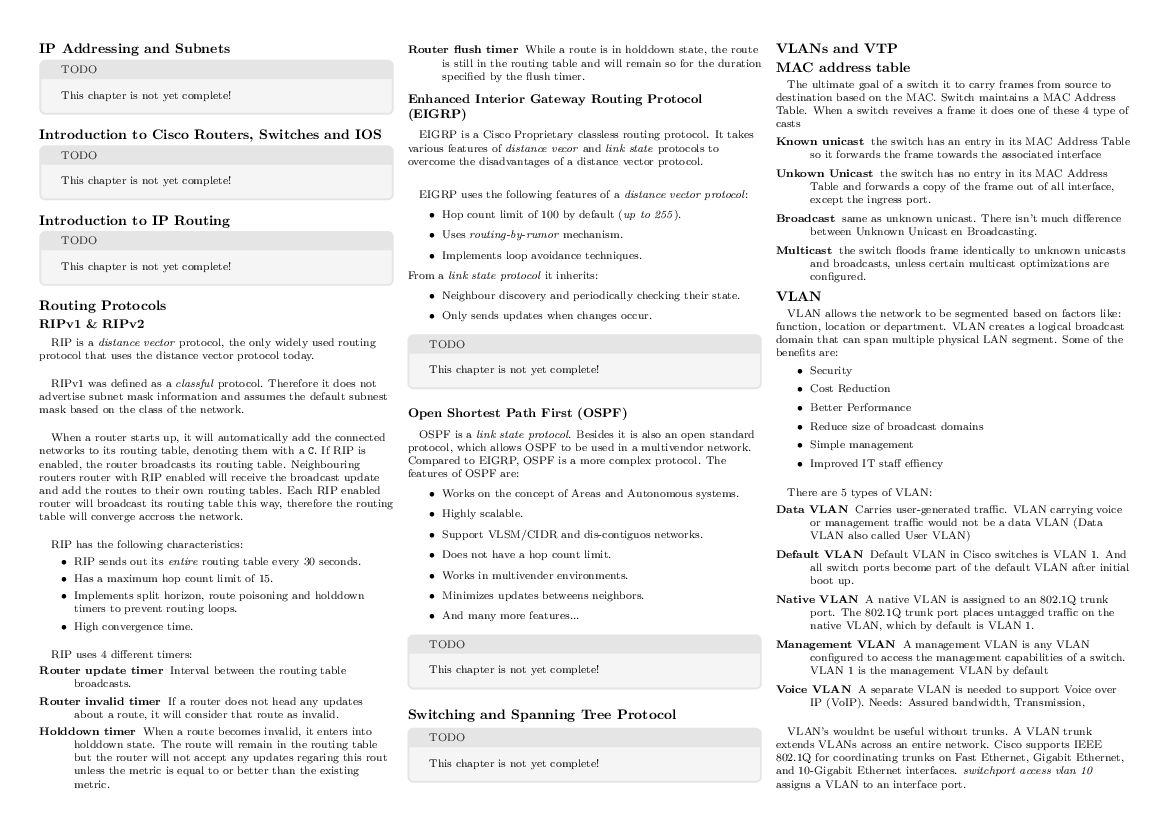 IP Addressing and Subnets
TODO
This chapter is not yet complete!
Introduction to Cisco Routers, Switches and IOS
TODO
This chapter is not yet complete!
Introduction to IP Routing
TODO
This chapter is not yet complete!
Routing Protocols
RIPv1 & RIPv2
RIP is a distance vector protocol, the only widely used routing
protocol that uses the distance vector protocol today.
RIPv1 was defined as a classful protocol. Therefore it does not
advertise subnet mask information and assumes the default subnest
mask based on the class of the network.
When a router starts up, it will automatically add the connected
networks to its routing table, denoting them with a C. If RIP is
enabled, the router broadcasts its routing table. Neighbouring
routers router with RIP enabled will receive the broadcast update
and add the routes to their own routing tables. Each RIP enabled
router will broadcast its routing table this way, therefore the routing
table will converge accross the network.
RIP has the following characteristics:
• RIP sends out its entire routing table every 30 seconds.
• Has a maximum hop count limit of 15.
• Implements split horizon, route poisoning and holddown
timers to prevent routing loops.
• High convergence time.
RIP uses 4 different timers:
Router update timer Interval between the routing table
broadcasts.
Router invalid timer If a router does not head any updates
about a route, it will consider that route as invalid.
Holddown timer When a route becomes invalid, it enters into
holddown state. The route will remain in the routing table
but the router will not accept any updates regaring this rout
unless the metric is equal to or better than the existing
metric.
Router flush timer While a route is in holddown state, the route
is still in the routing table and will remain so for the duration
specified by the flush timer.
Enhanced Interior Gateway Routing Protocol
(EIGRP)
EIGRP is a Cisco Proprietary classless routing protocol. It takes
various features of distance vecor and link state protocols to
overcome the disadvantages of a distance vector protocol.
EIGRP uses the following features of a distance vector protocol:
• Hop count limit of 100 by default (up to 255).
• Uses routing-by-rumor mechanism.
• Implements loop avoidance techniques.
From a link state protocol it inherits:
• Neighbour discovery and periodically checking their state.
• Only sends updates when changes occur.
TODO
This chapter is not yet complete!
Open Shortest Path First (OSPF)
OSPF is a link state protocol. Besides it is also an open standard
protocol, which allows OSPF to be used in a multivendor network.
Compared to EIGRP, OSPF is a more complex protocol. The
features of OSPF are:
• Works on the concept of Areas and Autonomous systems.
• Highly scalable.
• Support VLSM/CIDR and dis-contiguos networks.
• Does not have a hop count limit.
• Works in multivender environments.
• Minimizes updates betweens neighbors.
• And many more features...
TODO
This chapter is not yet complete!
Switching and Spanning Tree Protocol
TODO
This chapter is not yet complete!
VLANs and VTP
MAC address table
The ultimate goal of a switch it to carry frames from source to
destination based on the MAC. Switch maintains a MAC Address
Table. When a switch reveives a frame it does one of these 4 type of
casts
Known unicast the switch has an entry in its MAC Address Table
so it forwards the frame towards the associated interface
Unkown Unicast the switch has no entry in its MAC Address
Table and forwards a copy of the frame out of all interface,
except the ingress port.
Broadcast same as unknown unicast. There isn't much difference
between Unknown Unicast en Broadcasting.
Multicast the switch floods frame identically to unknown unicasts
and broadcasts, unless certain multicast optimizations are
configured.
VLAN
VLAN allows the network to be segmented based on factors like:
function, location or department. VLAN creates a logical broadcast
domain that can span multiple physical LAN segment. Some of the
benefits are:
• Security
• Cost Reduction
• Better Performance
• Reduce size of broadcast domains
• Simple management
• Improved IT staff effiency
There are 5 types of VLAN:
Data VLAN Carries user-generated traffic. VLAN carrying voice
or management traffic would not be a data VLAN (Data
VLAN also called User VLAN)
Default VLAN Default VLAN in Cisco switches is VLAN 1. And
all switch ports become part of the default VLAN after initial
boot up.
Native VLAN A native VLAN is assigned to an 802.1Q trunk
port. The 802.1Q trunk port places untagged traffic on the
native VLAN, which by default is VLAN 1.
Management VLAN A management VLAN is any VLAN
configured to access the management capabilities of a switch.
VLAN 1 is the management VLAN by default
Voice VLAN A separate VLAN is needed to support Voice over
IP (VoIP). Needs: Assured bandwidth, Transmission,
VLAN's wouldnt be useful without trunks. A VLAN trunk
extends VLANs across an entire network. Cisco supports IEEE
802.1Q for coordinating trunks on Fast Ethernet, Gigabit Ethernet,
and 10-Gigabit Ethernet interfaces. switchport access vlan 10
assigns a VLAN to an interface port.